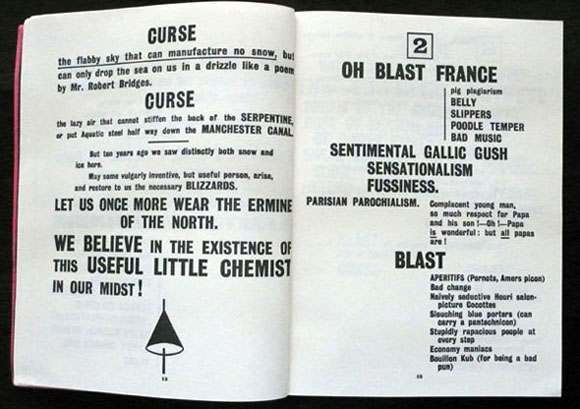 CURSE
the flabby sky that can manufacture no snow, but
can only drop the sea on us in a drizzle like a poem
by Mr. Robert Bridges.
CURSE
the lazy air that cannot stiffen the back of the SERPENTINE,
or put Aquatic steel half way down the MANCHESTER CANAL.
But ten years ago we saw distinctly both snow and
ice here.
May some vulgarly inventive, but useful person, arise,
and restore to us the necessary BLIZZARDS.
LET US ONCE MORE WEAR THE ERMINE
OF THE NORTH.
WE BELIEVE IN THE EXISTENCE OF
THIS USEFUL LITTLE CHEMIST
IN OUR MIDST!
2
OH BLAST FRANCE
pig plagiarism
BELLY
SLIPPERS
POODLE TEMPER
BAD MUSIC
SENTIMENTAL GALLIC GUSH
SENSATIONALISM
FUSSINESS.
PARISIAN PAROCHIALISM. Complacent young man,
so much respect for Papa
and his son !—Oh !—Papa
is wonderful : but all papas
are !
BLAST
APERITIFS (Pernots, Amers picon)
Bad change
Naively seductive Houri salon-
picture Cocottes
Slouching blue porters (can
carry a pantechnicon)
Stupidly rapacious people at
every step
Economy maniacs
Bouillon Kub (for being a bad
pun)